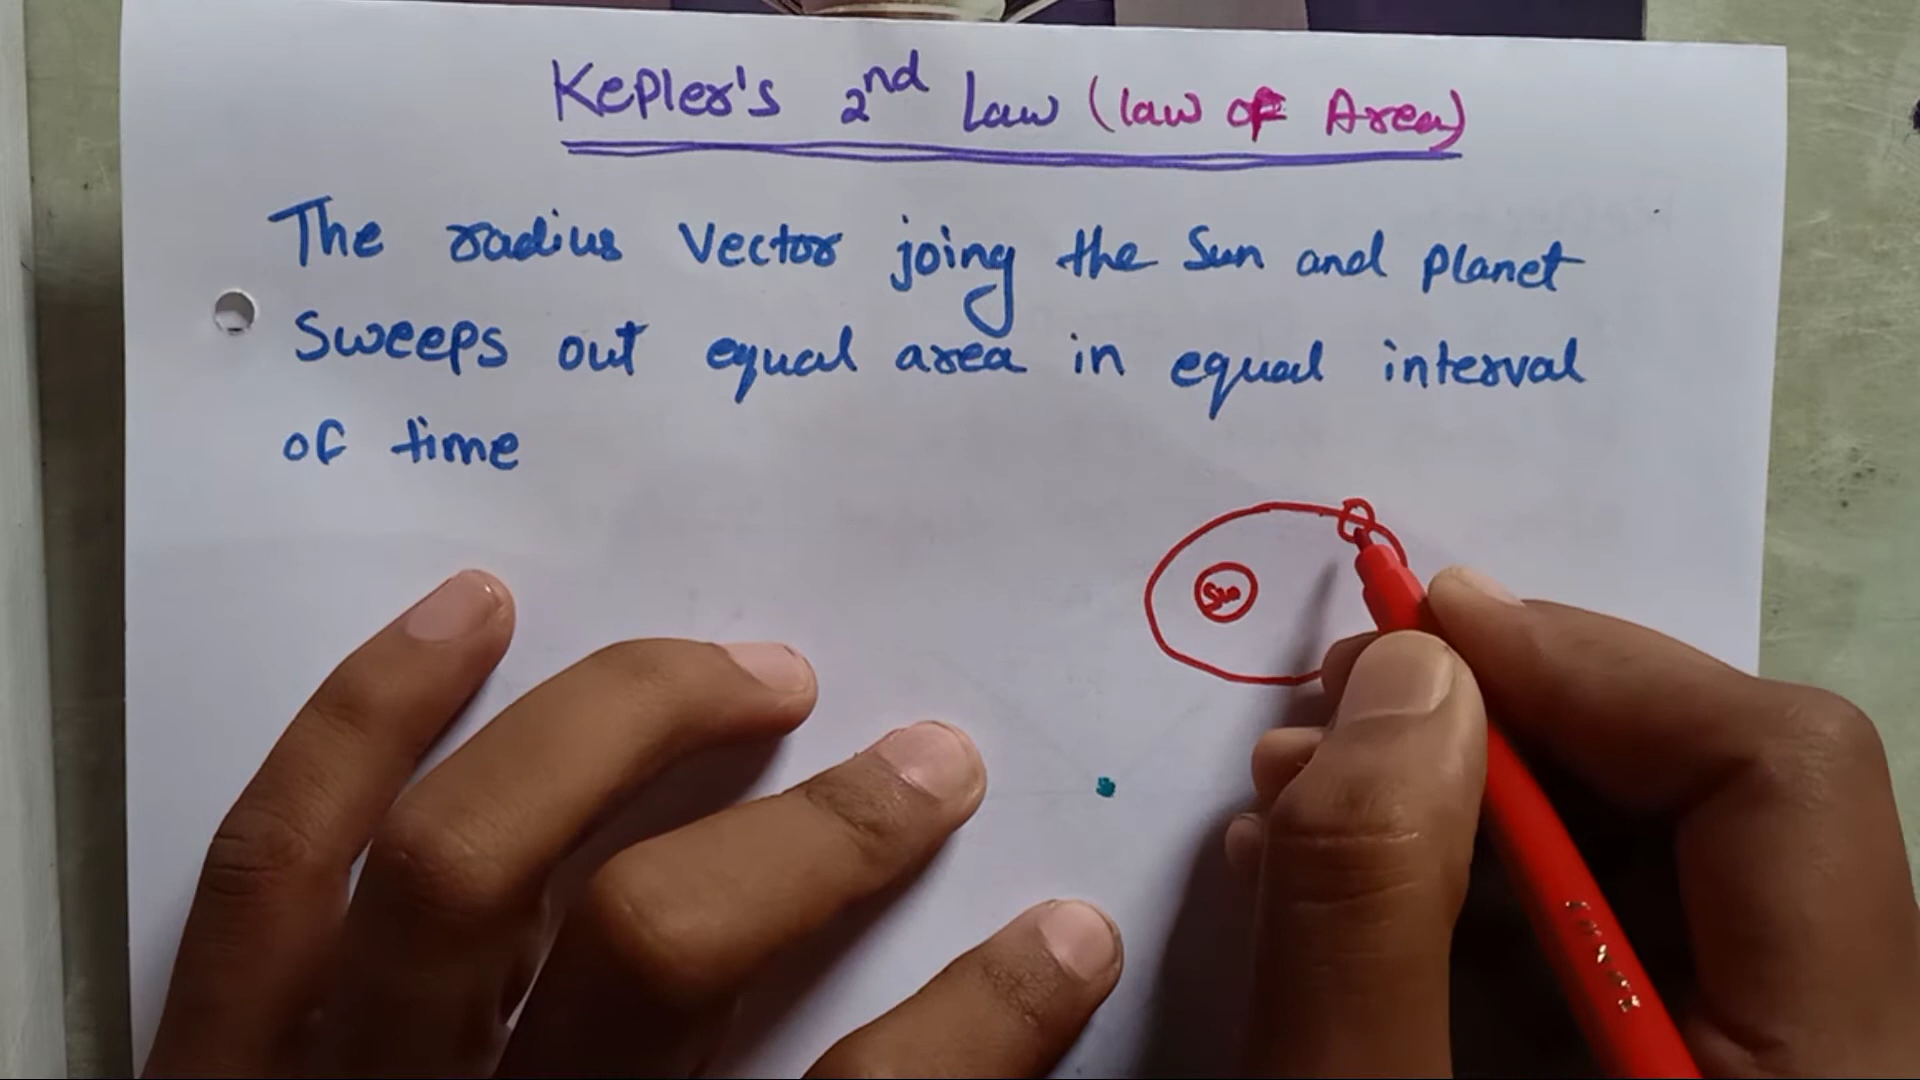 Kepler's 2nd Law (law of Area)
The radius Vector joing the Sun and planet
Sweeps out equal area in equal interval
of time
Sun